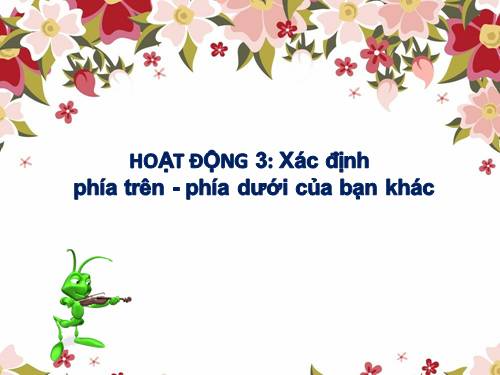 HOẠT ĐỘNG 3: Xác định
phía trên - phía dưới của bạn khác